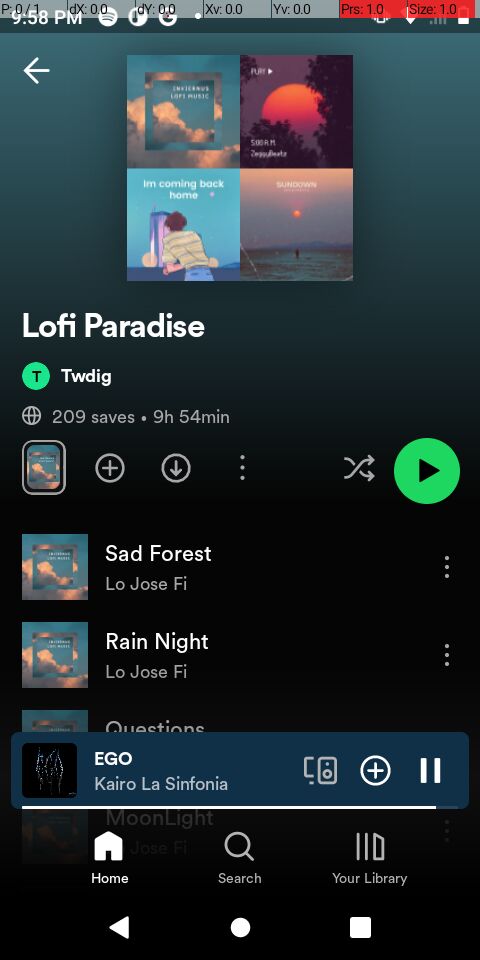 P: 0 / 1 dX: 0.0 dY: 0.0 Xv: 0.0 Yv: 0.0 Prs: 1.0 Size: 1.0
9:58 PM
INVIERNUS
LOFI MUSIC
PLAY
5:00 A.M.
ZeggyBeatz
Im coming back
home
SUNDOWN
Lofi Paradise
T Twdig
209 saves • 9h 54min
Sad Forest
Lo Jose Fi
Rain Night
Lo Jose Fi
Questions
EGO
Kairo La Sinfonia
MoonLight
Jose Fi
Home
Search
Your Library